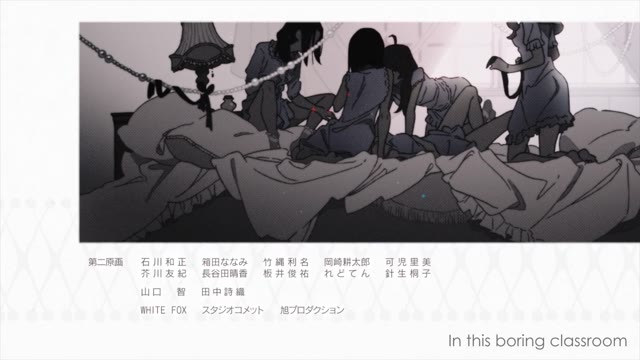 第二原画 石川和正 箱田ななみ 竹縄利名 岡崎耕太郎 可児里美
芥川友紀 長谷田晴香 板井俊祐 れどてん 針生桐子
山口 智 田中詩織
WHITE FOX スタジオコメット 旭プロダクション
In this boring classroom